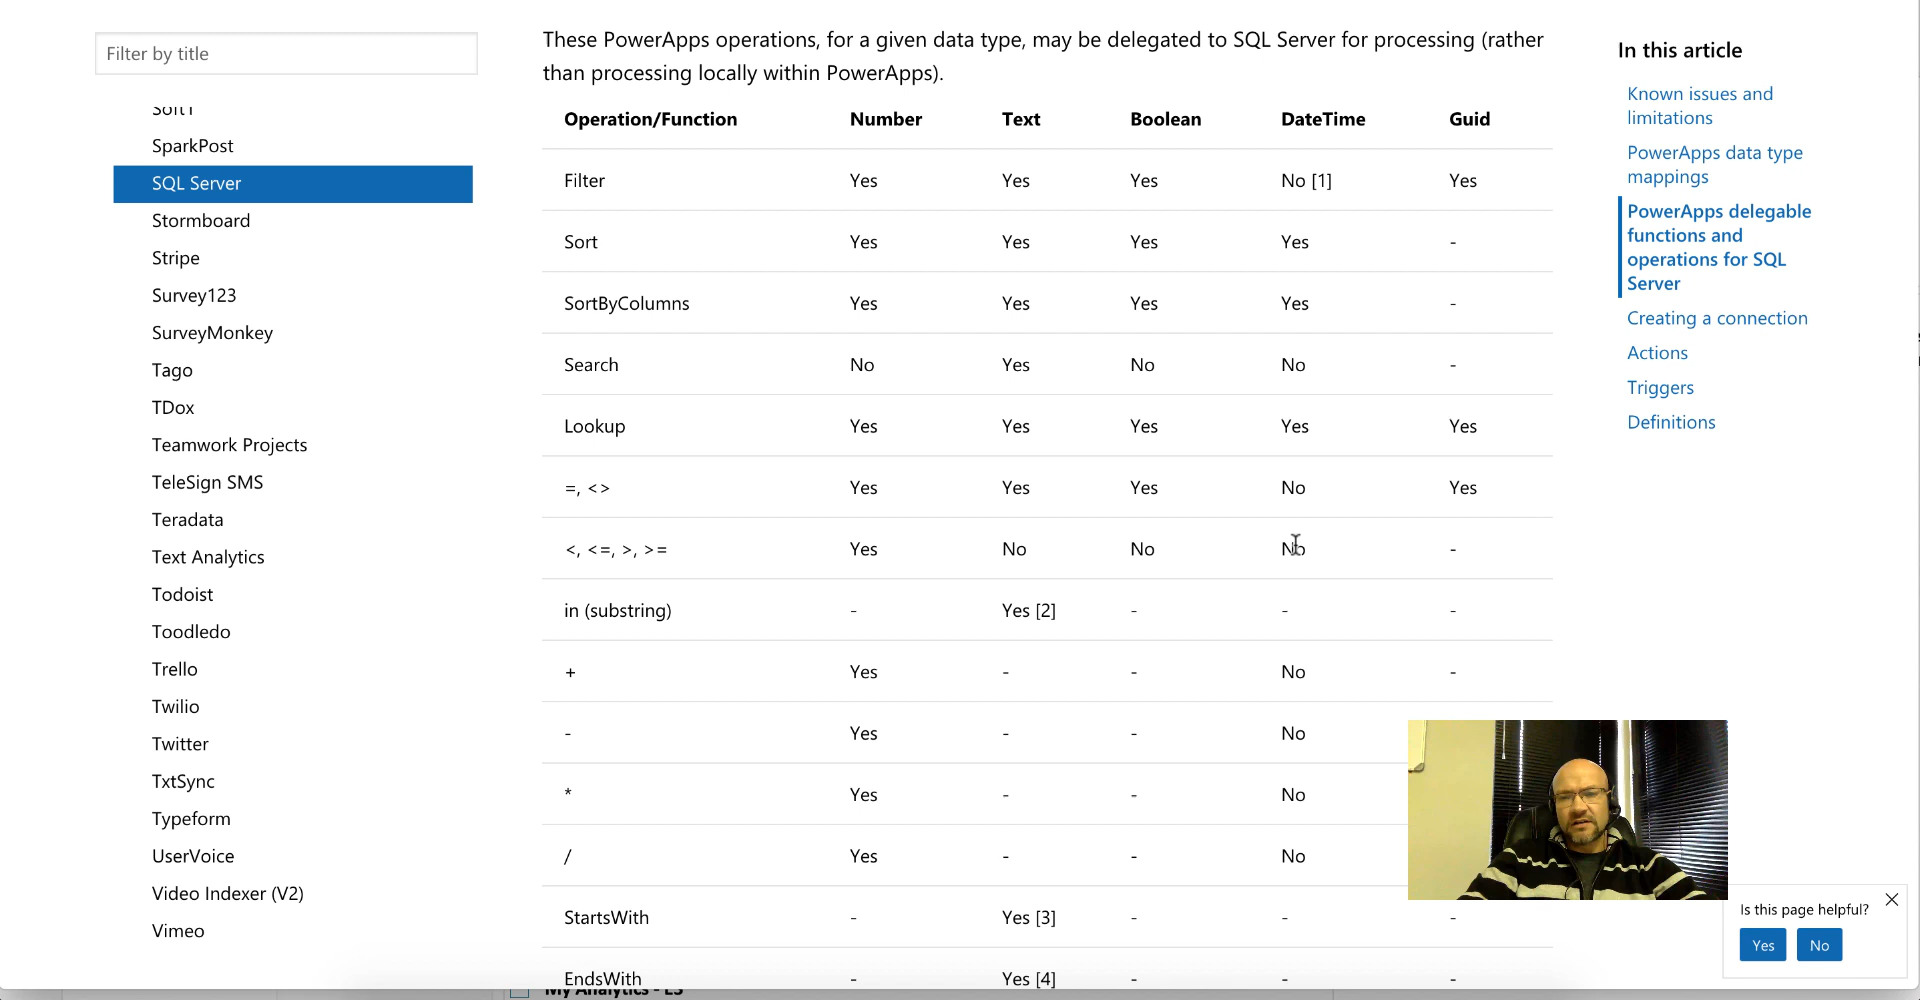 Filter by title
Soft1
SparkPost
SQL Server
Stormboard
Stripe
Survey123
SurveyMonkey
Tago
TDox
Teamwork Projects
TeleSign SMS
Teradata
Text Analytics
Todoist
Toodledo
Trello
Twilio
Twitter
TxtSync
Typeform
UserVoice
Video Indexer (V2)
Vimeo
These PowerApps operations, for a given data type, may be delegated to SQL Server for processing (rather
than processing locally within PowerApps).
Operation/Function Number Text Boolean DateTime Guid
Filter Yes Yes Yes No [1] Yes
Sort Yes Yes Yes Yes -
SortByColumns Yes Yes Yes Yes -
Search No Yes No No -
Lookup Yes Yes Yes Yes Yes
=, <> Yes Yes Yes No Yes
<, <=, >, >= Yes No No No -
in (substring) - Yes [2] - - -
+ Yes - - No -
- Yes - - No
* Yes - - No
/ Yes - - No
StartsWith - Yes [3] - - -
EndsWith - Yes [4] - - -
My Analytics - E5
In this article
Known issues and
limitations
PowerApps data type
mappings
PowerApps delegable
functions and
operations for SQL
Server
Creating a connection
Actions
Triggers
Definitions
Is this page helpful?
Yes No